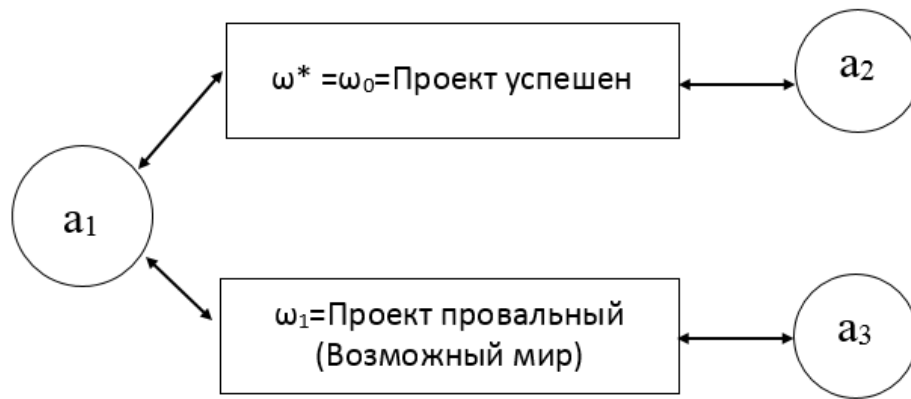 ω* =ω₀=Проект успешен
a₂
a₁
ω₁=Проект провальный
(Возможный мир)
a₃